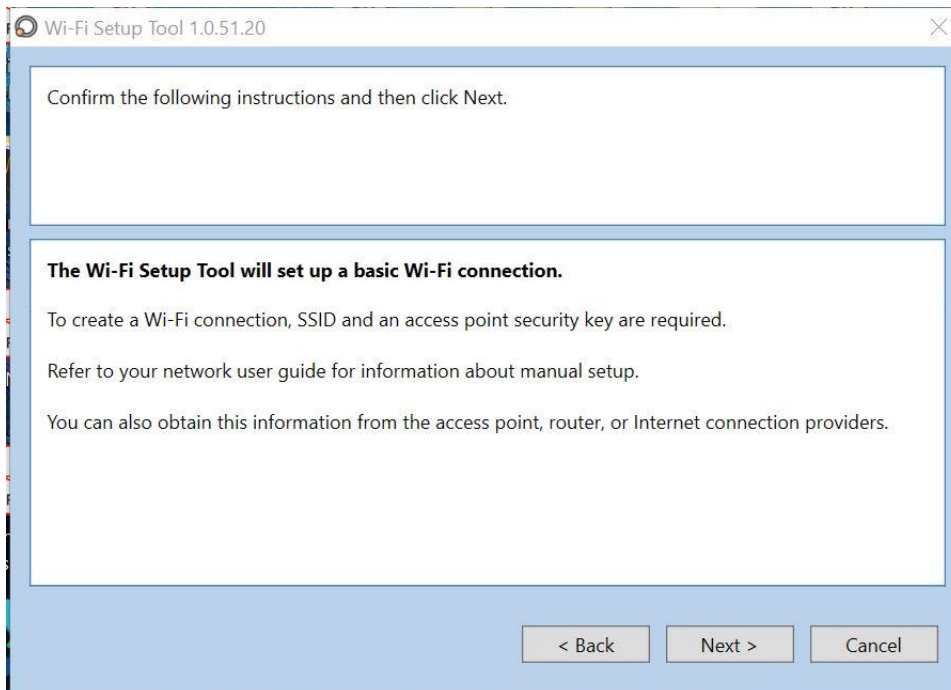 Wi-Fi Setup Tool 1.0.51.20
Confirm the following instructions and then click Next.
The Wi-Fi Setup Tool will set up a basic Wi-Fi connection.
To create a Wi-Fi connection, SSID and an access point security key are required.
Refer to your network user guide for information about manual setup.
You can also obtain this information from the access point, router, or Internet connection providers.
< Back
Next >
Cancel